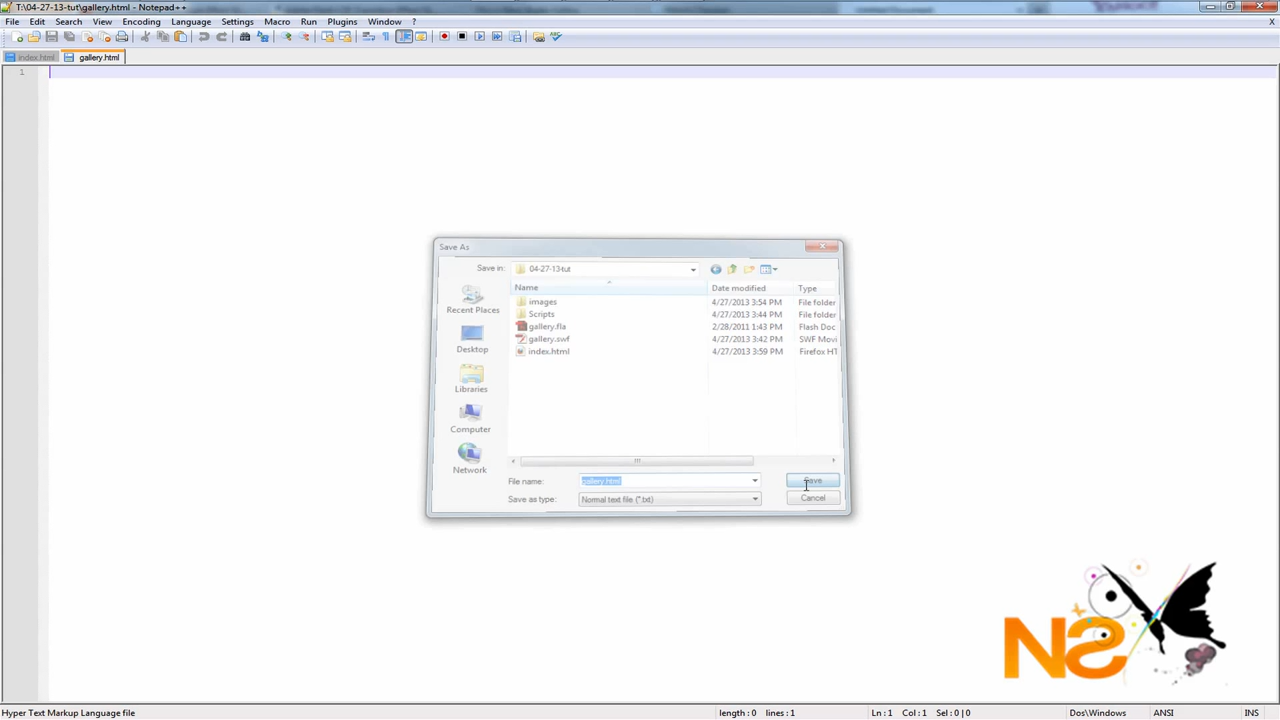 T:\04-27-13-tut\gallery.html - Notepad++
File Edit Search View Encoding Language Settings Macro Run Plugins Window ? X
index.html gallery.html
1
Save As
Save in: 04-27-13-tut
Name Date modified Type
images 4/27/2013 3:54 PM File folder
Scripts 4/27/2013 3:44 PM File folder
gallery.fla 2/28/2011 1:43 PM Flash Doc
gallery.swf 4/27/2013 3:42 PM SWF Movi
index.html 4/27/2013 3:59 PM Firefox HT
Recent Places
Desktop
Libraries
Computer
Network
File name: gallery.html Save
Save as type: Normal text file (*.txt) Cancel
NS
Hyper Text Markup Language file length : 0 lines : 1 Ln : 1 Col : 1 Sel : 0 | 0 Dos\Windows ANSI INS